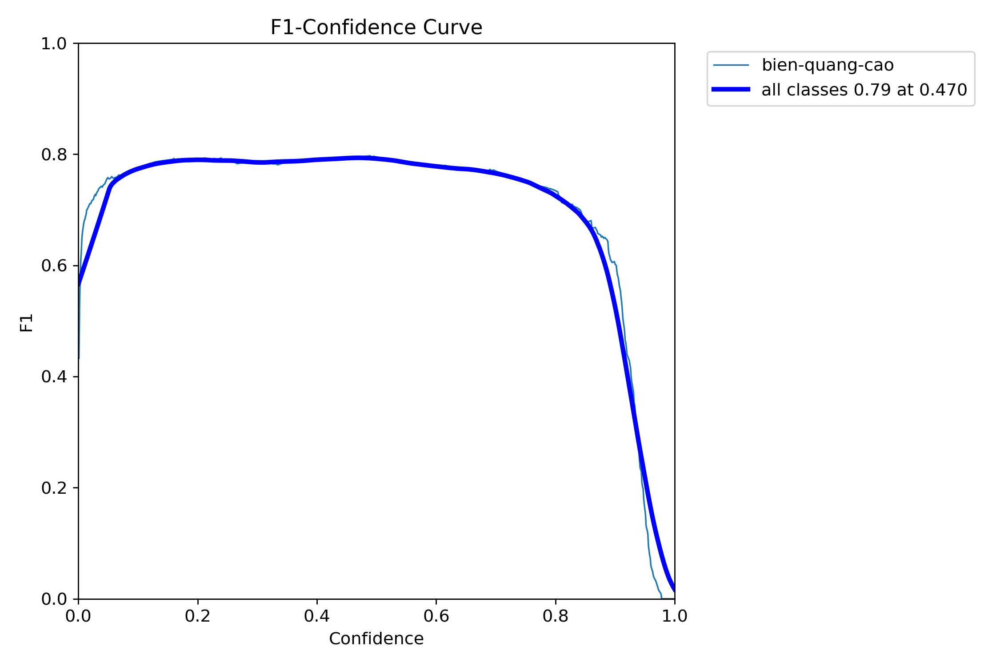 F1-Confidence Curve
1.0
0.8
0.6
0.4
0.2
0.0
F1
0.0 0.2 0.4 0.6 0.8 1.0
Confidence
bien-quang-cao
all classes 0.79 at 0.470